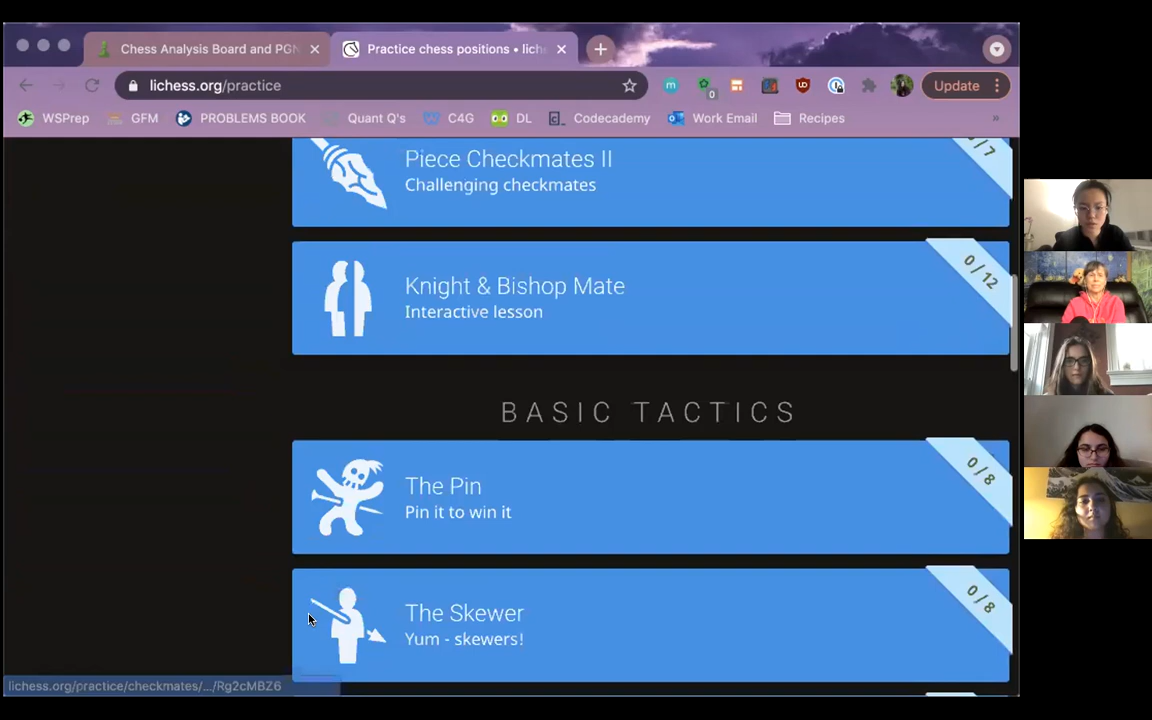 Chess Analysis Board and PGN
Practice chess positions • lich
lichess.org/practice
0
UD
Update
WSPrep
GFM
PROBLEMS BOOK
Quant Q's
C4G
DL
Codecademy
Work Email
Recipes
»
Piece Checkmates II
Challenging checkmates
/7
Knight & Bishop Mate
Interactive lesson
0/12
BASIC TACTICS
The Pin
Pin it to win it
0/8
The Skewer
Yum - skewers!
0/8
lichess.org/practice/checkmates/.../Rg2cMBZ6